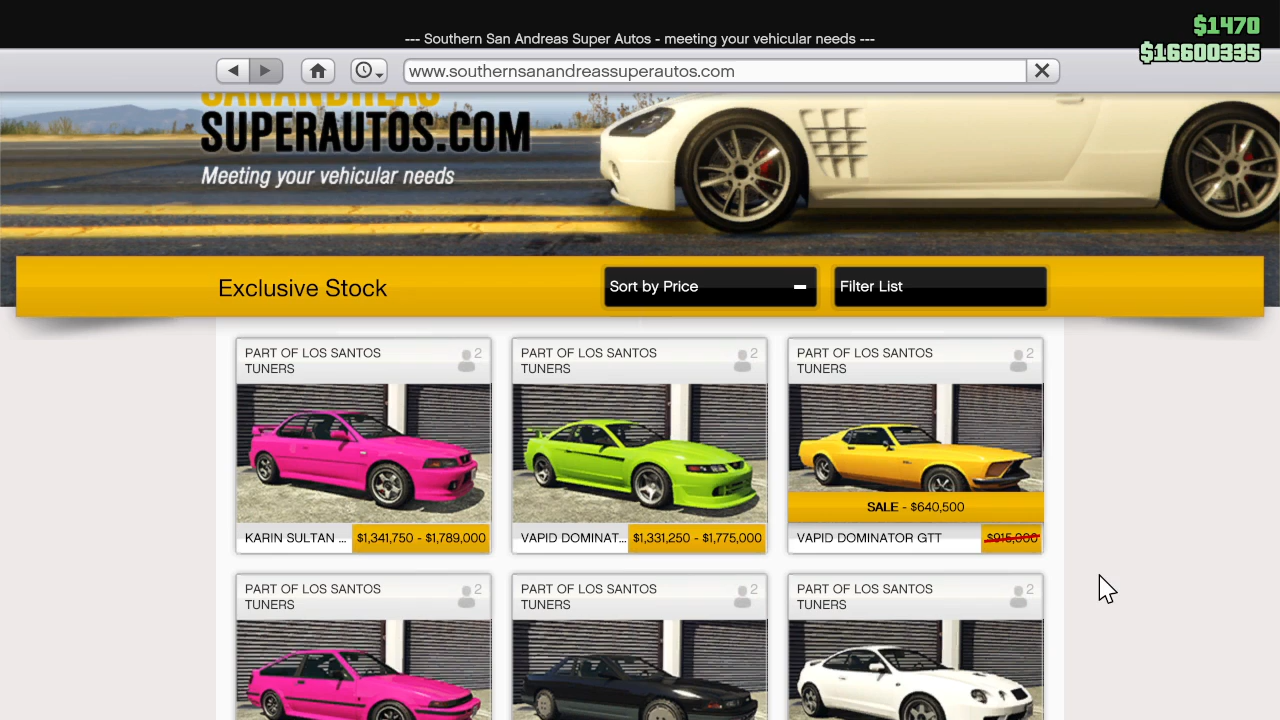 $1470
--- Southern San Andreas Super Autos - meeting your vehicular needs ---
$16600335
www.southernsanandreassuperautos.com
SANANDREAS
SUPERAUTOS.COM
Meeting your vehicular needs
Exclusive Stock
Sort by Price
Filter List
PART OF LOS SANTOS
TUNERS
2
KARIN SULTAN ...
$1,341,750 - $1,789,000
PART OF LOS SANTOS
TUNERS
2
VAPID DOMINAT...
$1,331,250 - $1,775,000
PART OF LOS SANTOS
TUNERS
2
SALE - $640,500
VAPID DOMINATOR GTT
$915,000
PART OF LOS SANTOS
TUNERS
2
PART OF LOS SANTOS
TUNERS
2
PART OF LOS SANTOS
TUNERS
2